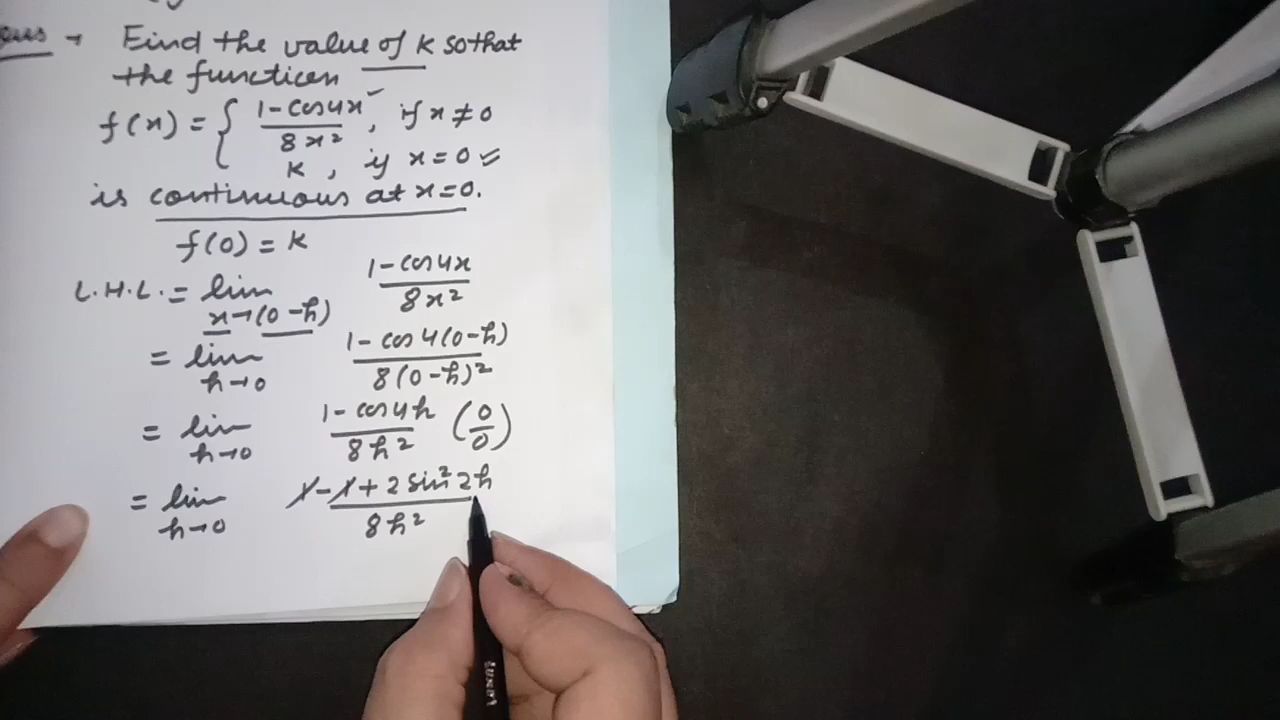 Ques → Find the value of k so that
the function
f(x) = { 1-cos4x / 8x² , if x ≠ 0
k , if x = 0
is continuous at x=0.
f(0) = k
L.H.L. = lim x→(0-h) 1-cos4x / 8x²
= lim h→0 1-cos4(0-h) / 8(0-h)²
= lim h→0 1-cos4h / 8h² (0/0)
= lim h→0 1-1+2sin²2h / 8h²
LUXOR